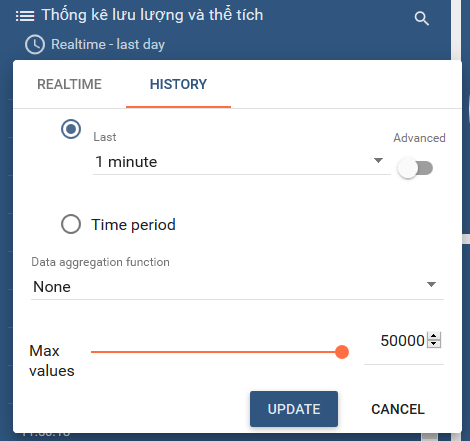 Thống kê lưu lượng và thể tích
Realtime - last day
REALTIME HISTORY
Last
Advanced
1 minute
Time period
Data aggregation function
None
Max values
50000
UPDATE CANCEL